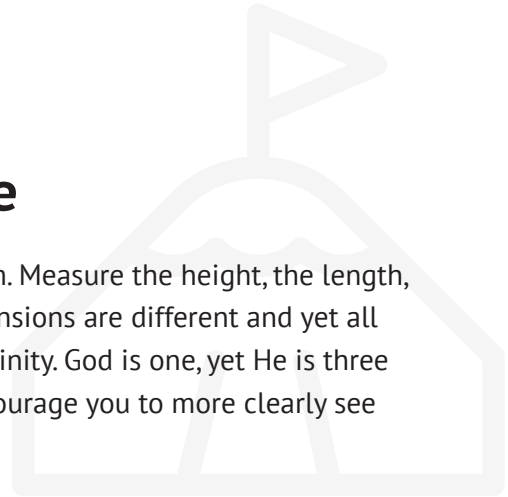 e
n. Measure the height, the length,
nsions are different and yet all
inity. God is one, yet He is three
ourage you to more clearly see